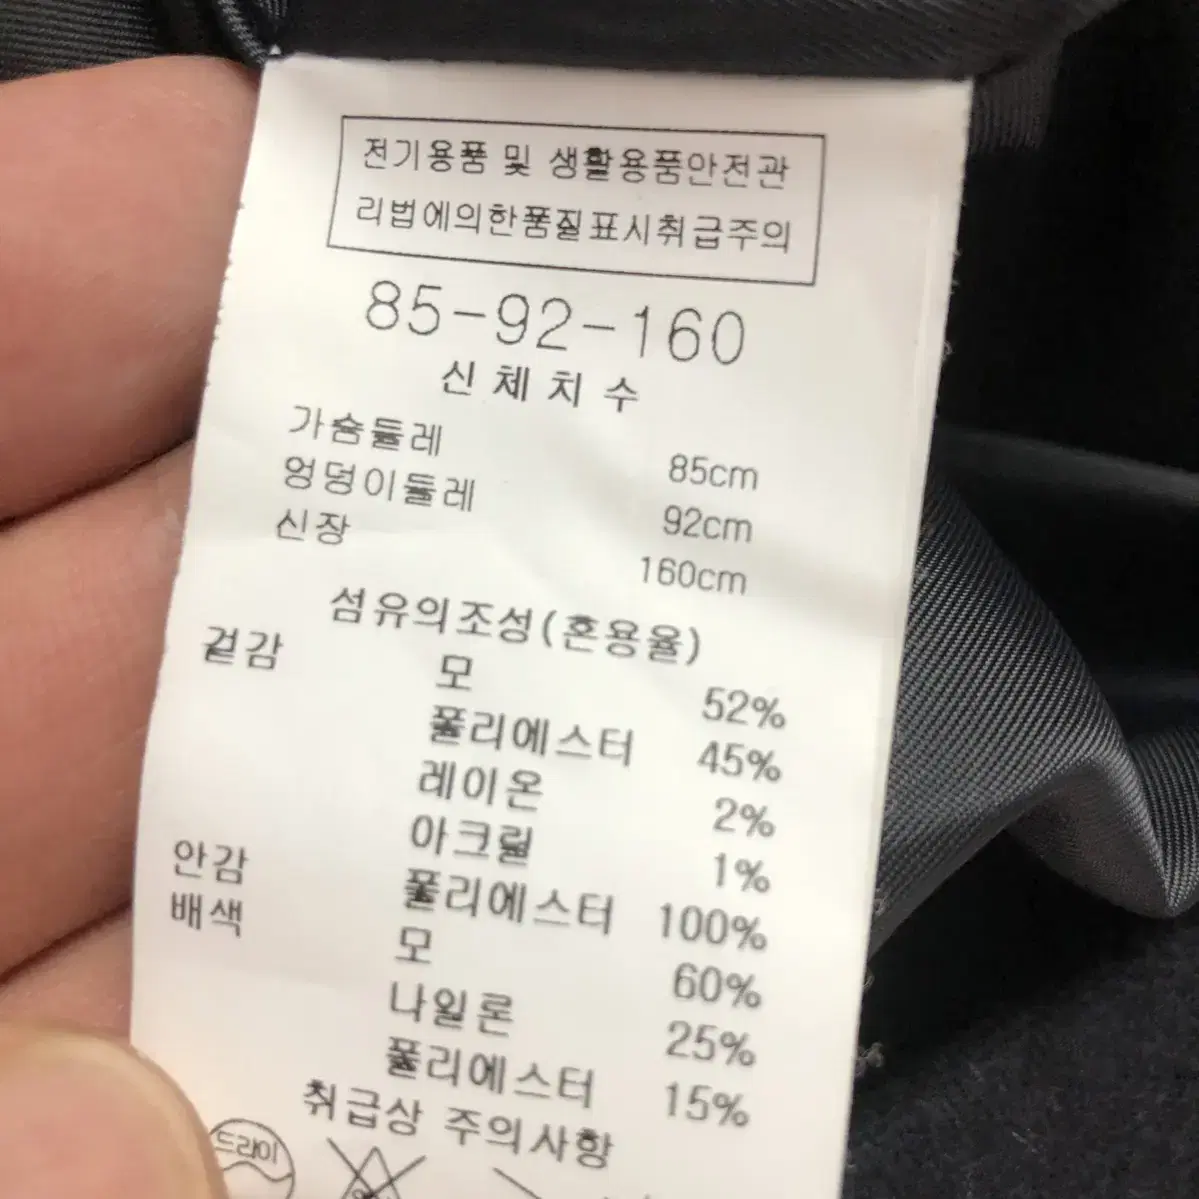 전기용품 및 생활용품안전관
리법에의한품질표시취급주의
85-92-160
신체치수
가슴둘레 85cm
엉덩이둘레 92cm
신장 160cm
섬유의조성(혼용율)
겉감 모 52%
폴리에스터 45%
레이온 2%
아크릴 1%
안감 폴리에스터 100%
배색 모 60%
나일론 25%
폴리에스터 15%
취급상 주의사항
드라이